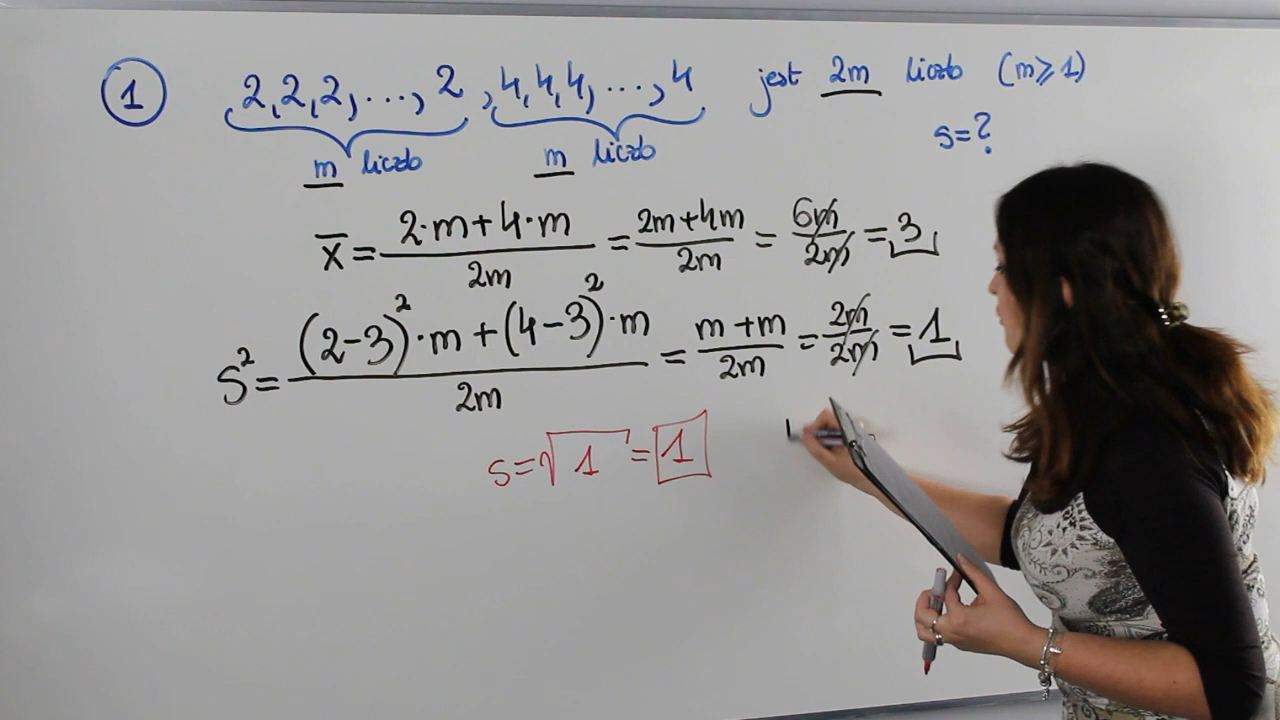 1 2,2,2,...,2,4,4,4,...,4 jest 2m liczb (m⩾1)
m liczb m liczb s=?
x̄ = (2·m+4·m)/(2m) = (2m+4m)/(2m) = (6m)/(2m) = 3
s² = ((2-3)²·m+(4-3)²·m)/(2m) = (m+m)/(2m) = (2m)/(2m) = 1
s=√1=1